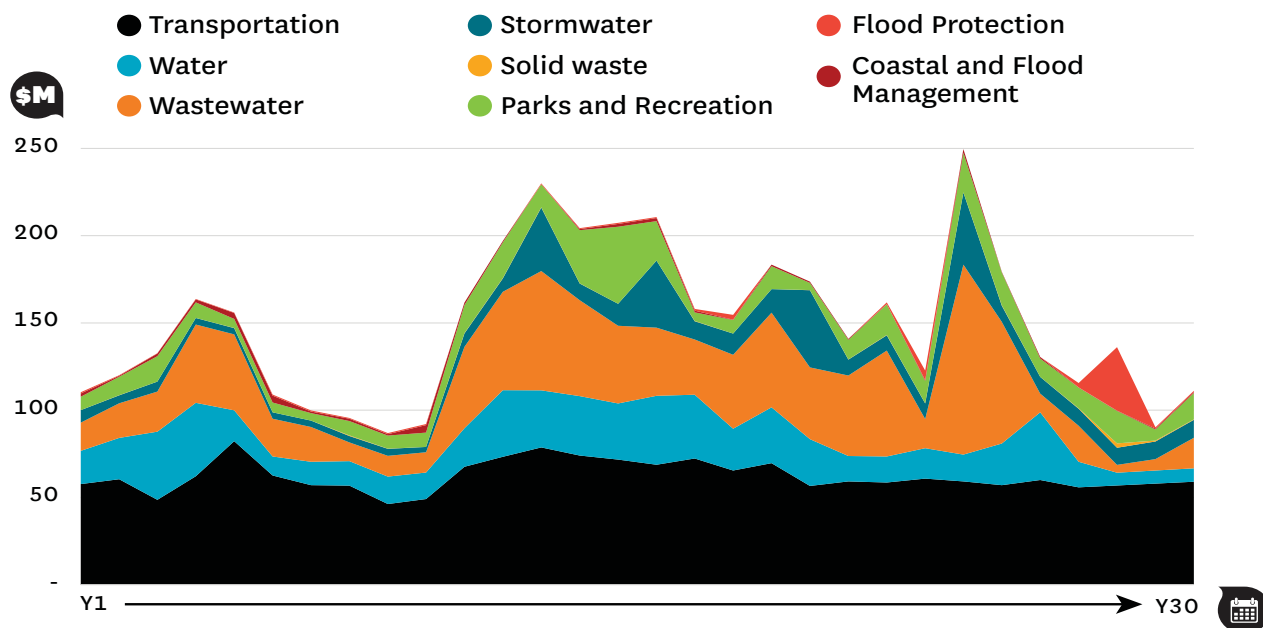 Transportation
Water
Wastewater
Stormwater
Solid waste
Parks and Recreation
Flood Protection
Coastal and Flood
Management
$M
250
200
150
100
50
-
Y1
Y30